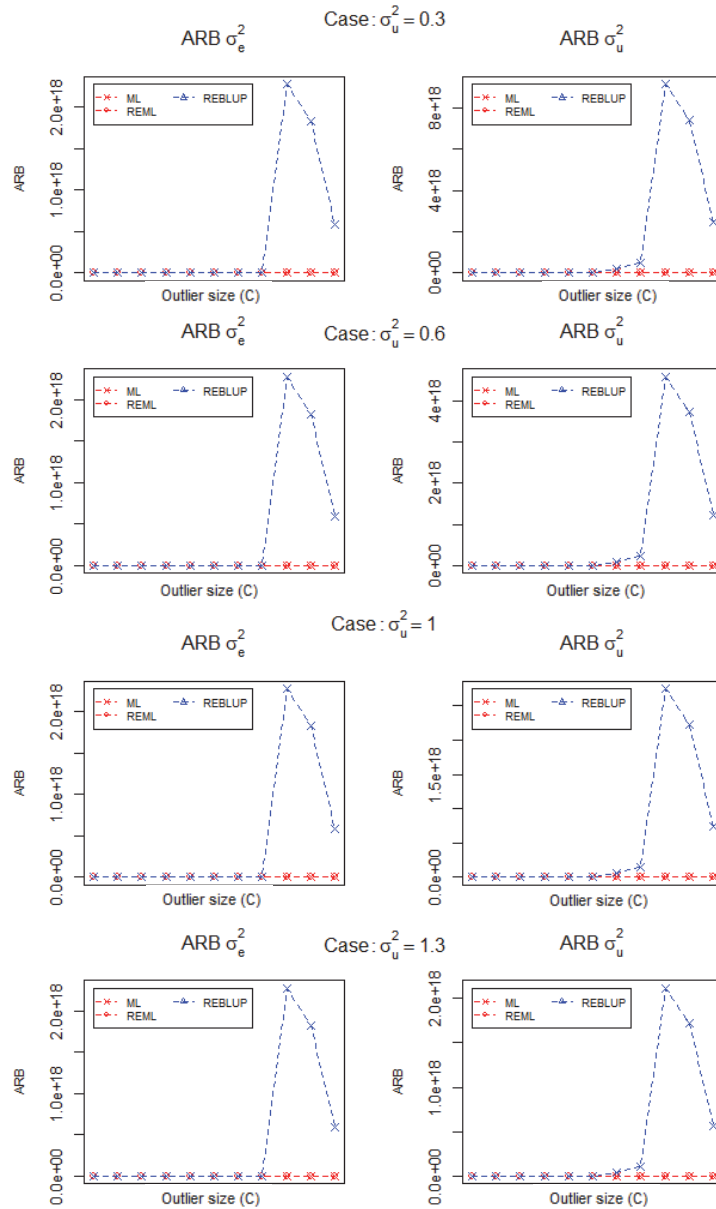 Case: σ²ᵤ = 0.3
ARB σ²ₑ
ARB σ²ᵤ
ML
REML
REBLUP
ARB
0.0e+00 1.0e+18 2.0e+18
Outlier size (C)
ML
REML
REBLUP
ARB
0e+00 4e+18 8e+18
Outlier size (C)
Case: σ²ᵤ = 0.6
ARB σ²ₑ
ARB σ²ᵤ
ML
REML
REBLUP
ARB
0.0e+00 1.0e+18 2.0e+18
Outlier size (C)
ML
REML
REBLUP
ARB
0e+00 2e+18 4e+18
Outlier size (C)
Case: σ²ᵤ = 1
ARB σ²ₑ
ARB σ²ᵤ
ML
REML
REBLUP
ARB
0.0e+00 1.0e+18 2.0e+18
Outlier size (C)
ML
REML
REBLUP
ARB
0.0e+00 1.5e+18
Outlier size (C)
ARB σ²ₑ
Case: σ²ᵤ = 1.3
ARB σ²ᵤ
ML
REML
REBLUP
ARB
0.0e+00 1.0e+18 2.0e+18
Outlier size (C)
ML
REML
REBLUP
ARB
0.0e+00 1.0e+18 2.0e+18
Outlier size (C)